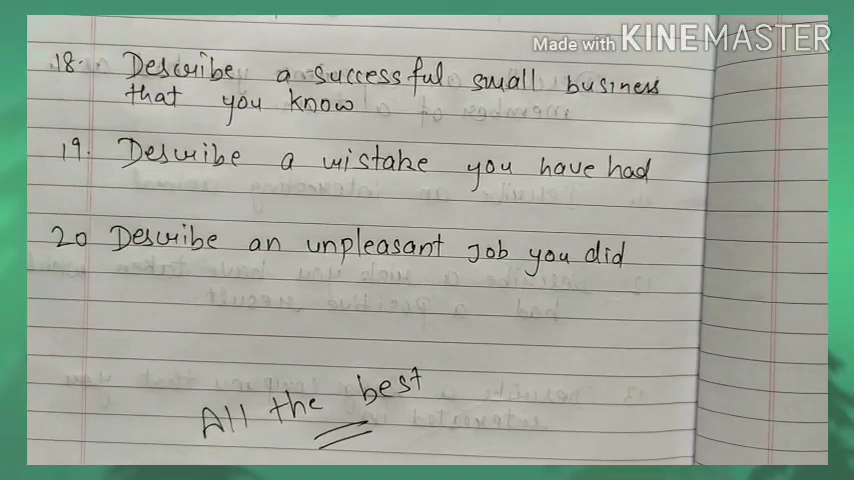 Made with KINEMASTER
18. Describe a successful small business
that you know
19. Describe a mistake you have had
20 Describe an unpleasant Job you did
All the best